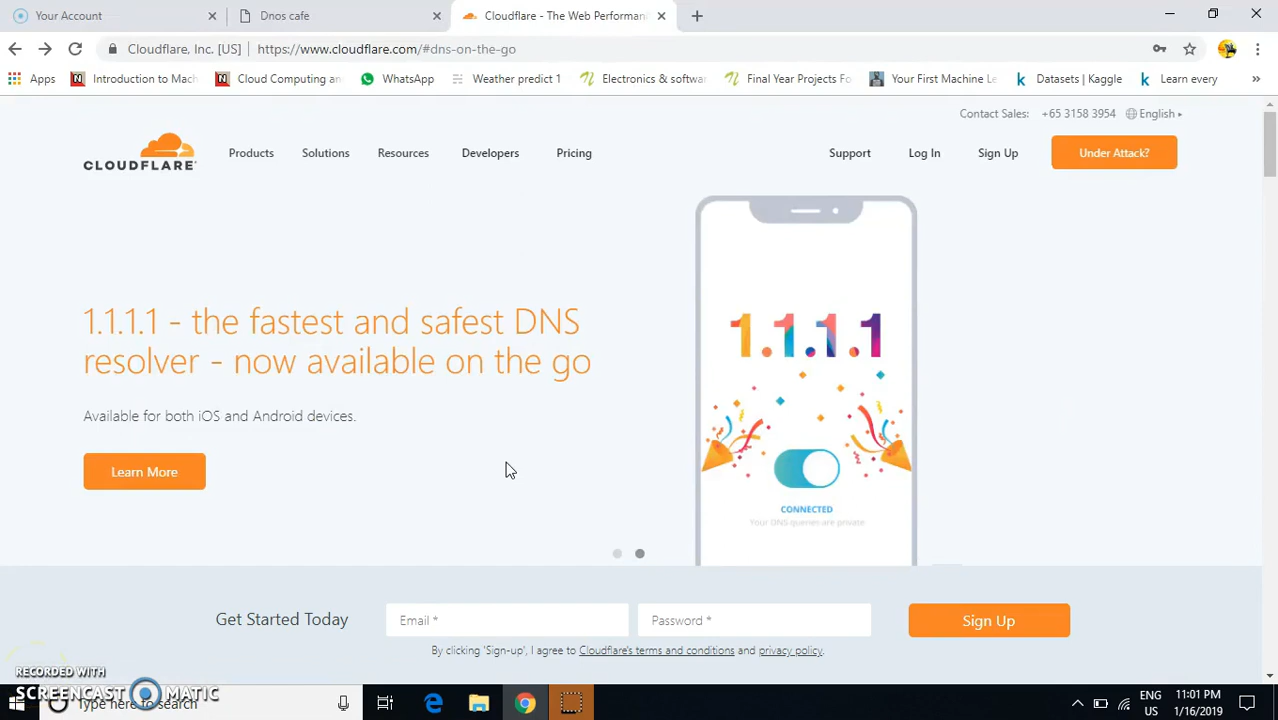 Your Account
Dnos cafe
Cloudflare - The Web Performan
Cloudflare, Inc. [US]
https://www.cloudflare.com/#dns-on-the-go
Apps
Introduction to Mach
Cloud Computing an
WhatsApp
Weather predict 1
Electronics & softwa
Final Year Projects Fo
Your First Machine Le
Datasets | Kaggle
Learn every
Contact Sales: +65 3158 3954
English
CLOUDFLARE
Products
Solutions
Resources
Developers
Pricing
Support
Log In
Sign Up
Under Attack?
1.1.1.1 - the fastest and safest DNS
resolver - now available on the go
Available for both iOS and Android devices.
Learn More
1.1.1.1
CONNECTED
Your DNS queries are private.
Get Started Today
Email *
Password *
Sign Up
By clicking 'Sign-up', I agree to Cloudflare's terms and conditions and privacy policy.
RECORDED WITH
SCREENCAST MATIC
Type here to search
ENG
US
11:01 PM
1/16/2019